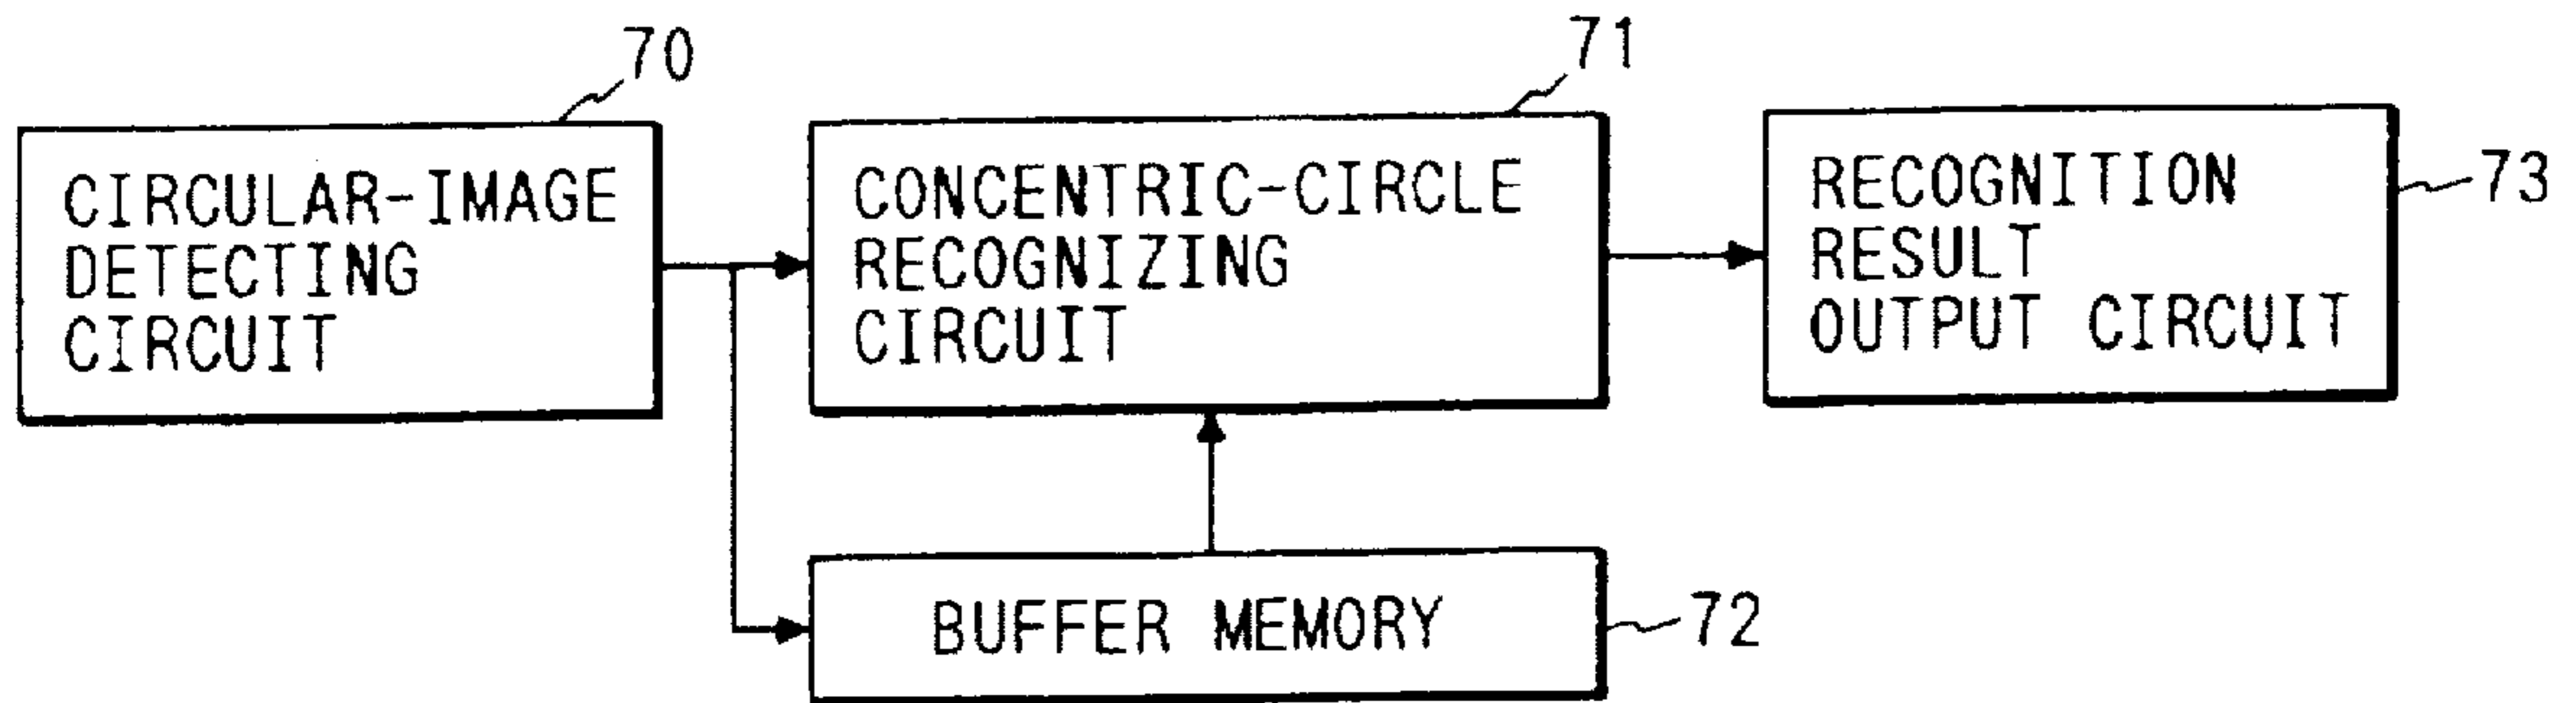 70
71
CIRCULAR-IMAGE
DETECTING
CIRCUIT
CONCENTRIC-CIRCLE
RECOGNIZING
CIRCUIT
RECOGNITION
RESULT
OUTPUT CIRCUIT
73
BUFFER MEMORY
72